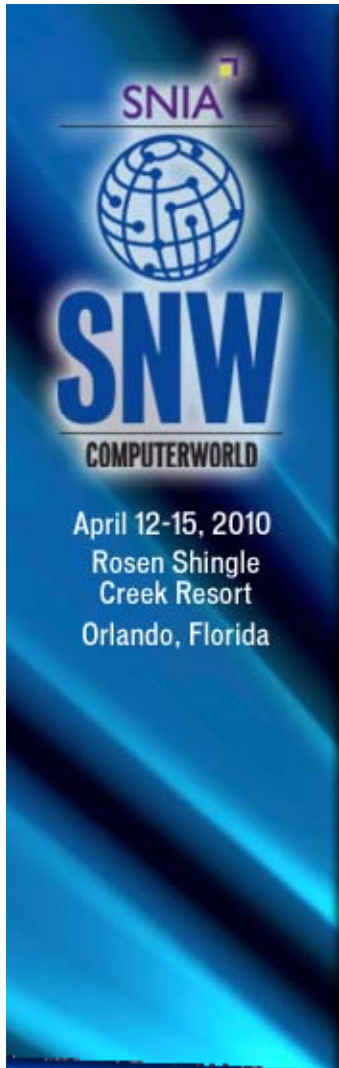 SNIA
SNW
COMPUTERWORLD
April 12-15, 2010
Rosen Shingle
Creek Resort
Orlando, Florida